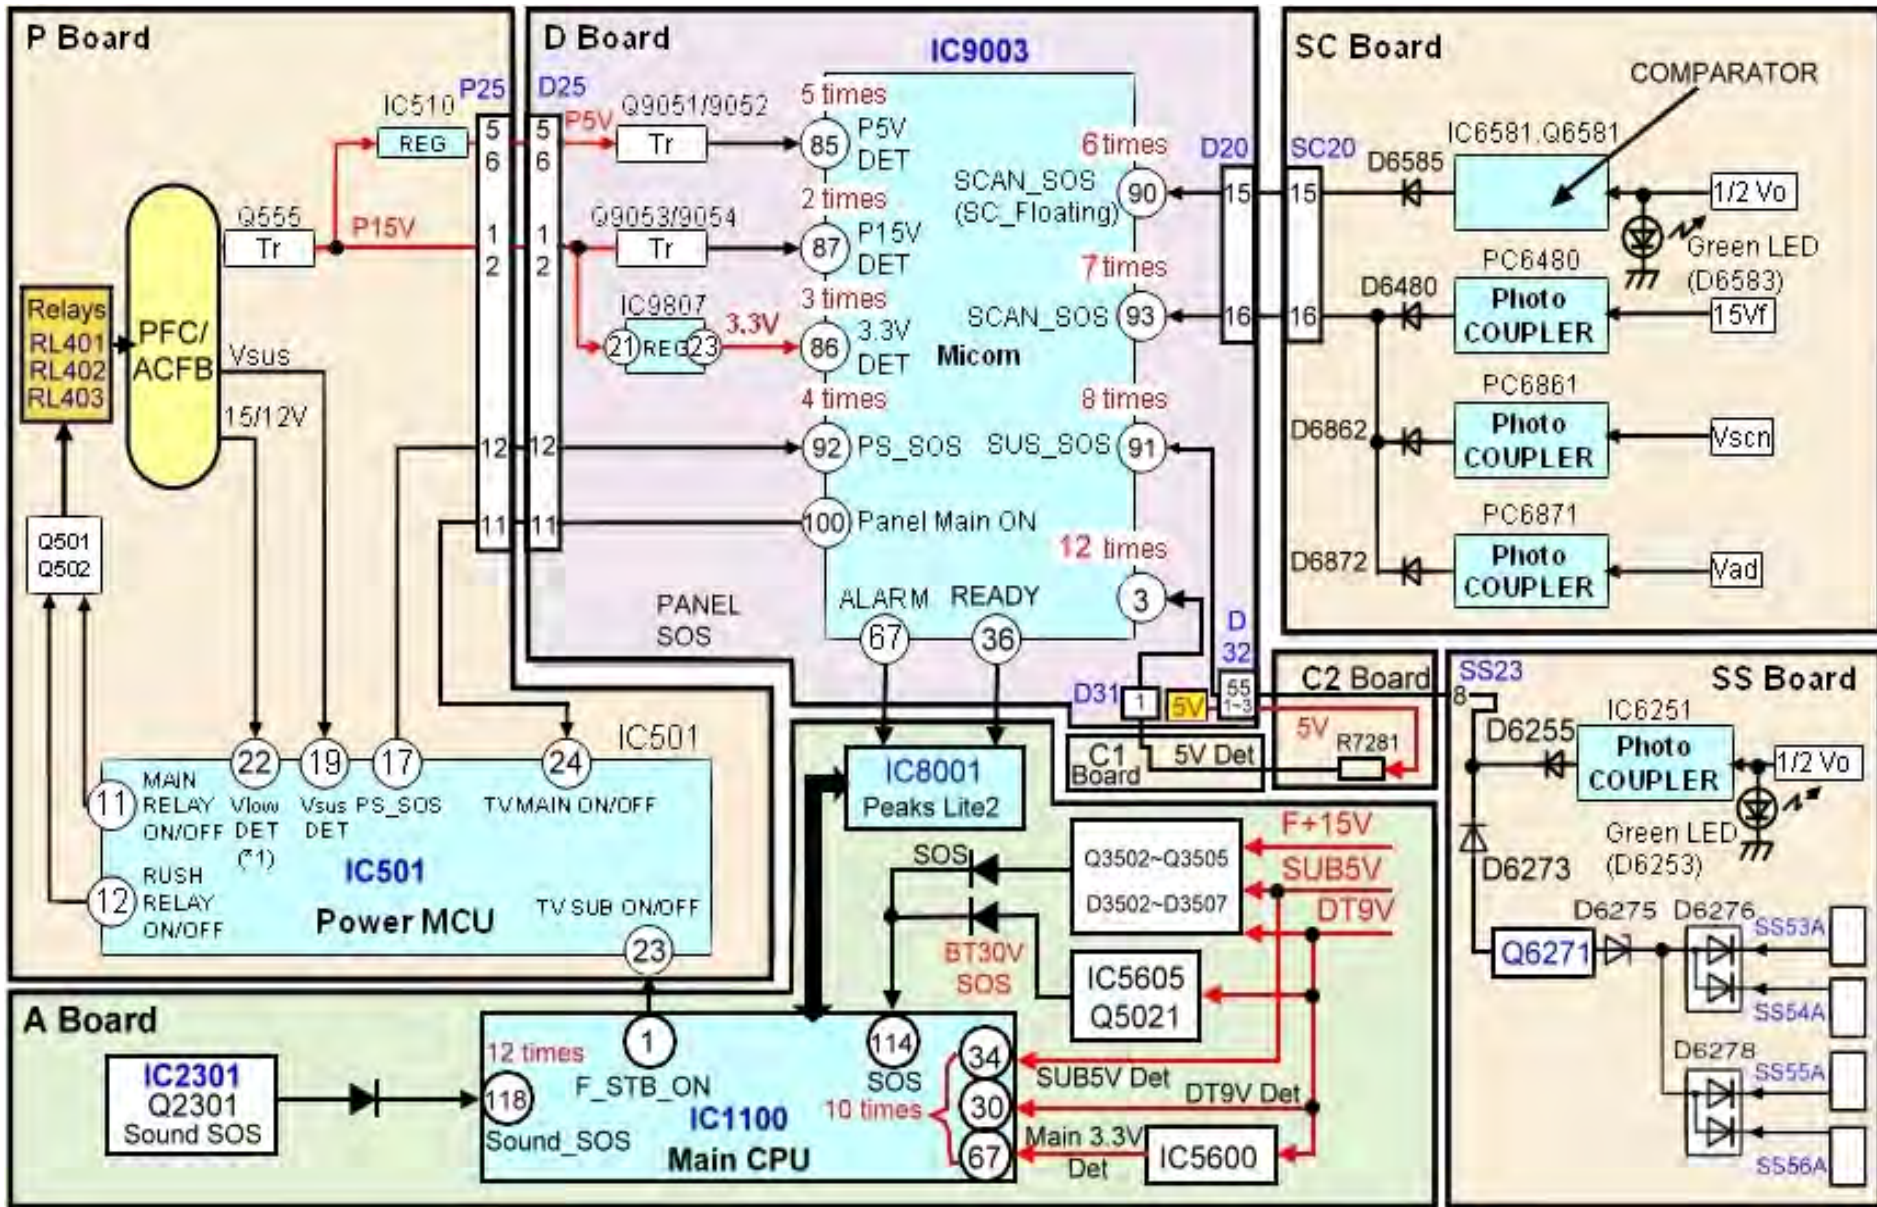 P Board
D Board
SC Board
IC9003
COMPARATOR
P25
D25
IC510
REG
5
6
5
6
P5V
Q9051/9052
Tr
5 times
85
P5V
DET
6 times
SCAN_SOS
(SC_Floating)
90
D20
SC20
15
15
D6585
IC6581.Q6581
1/2 Vo
Green LED
(D6583)
Q555
Tr
P15V
1
2
1
2
Q9053/9054
Tr
2 times
87
P15V
DET
7 times
SCAN_SOS
93
16
16
D6480
PC6480
Photo
COUPLER
15Vf
Relays
RL401
RL402
RL403
PFC/
ACFB
IC9807
21
REG
23
3.3V
3 times
86
3.3V
DET
Micom
Vsus
15/12V
PC6861
Photo
COUPLER
D6862
Vscn
12
12
4 times
92
PS_SOS
8 times
SUS_SOS
91
11
11
100
Panel Main ON
PC6871
Photo
COUPLER
D6872
Vad
Q501
Q502
12 times
3
PANEL
SOS
ALARM
READY
67
36
D
32
D31
1
5V
55
1~3
C2 Board
5V
R7281
C1
Board
5V Det
SS23
8
SS Board
IC6251
Photo
COUPLER
D6255
1/2 Vo
Green LED
(D6253)
D6273
Q6271
D6275
D6276
SS53A
SS54A
D6278
SS55A
SS56A
IC501
22
19
17
24
11
MAIN
RELAY
ON/OFF
Vlow
DET
(*1)
Vsus
DET
PS_SOS
TV MAIN ON/OFF
12
RUSH
RELAY
ON/OFF
IC501
Power MCU
TV SUB ON/OFF
23
IC8001
Peaks Lite2
F+15V
SUB5V
DT9V
SOS
Q3502~Q3505
D3502~D3507
BT30V
SOS
IC5605
Q5021
A Board
IC2301
Q2301
Sound SOS
12 times
118
Sound_SOS
1
F_STB_ON
114
SOS
IC1100
Main CPU
10 times
34
30
67
SUB5V Det
DT9V Det
Main 3.3V
Det
IC5600